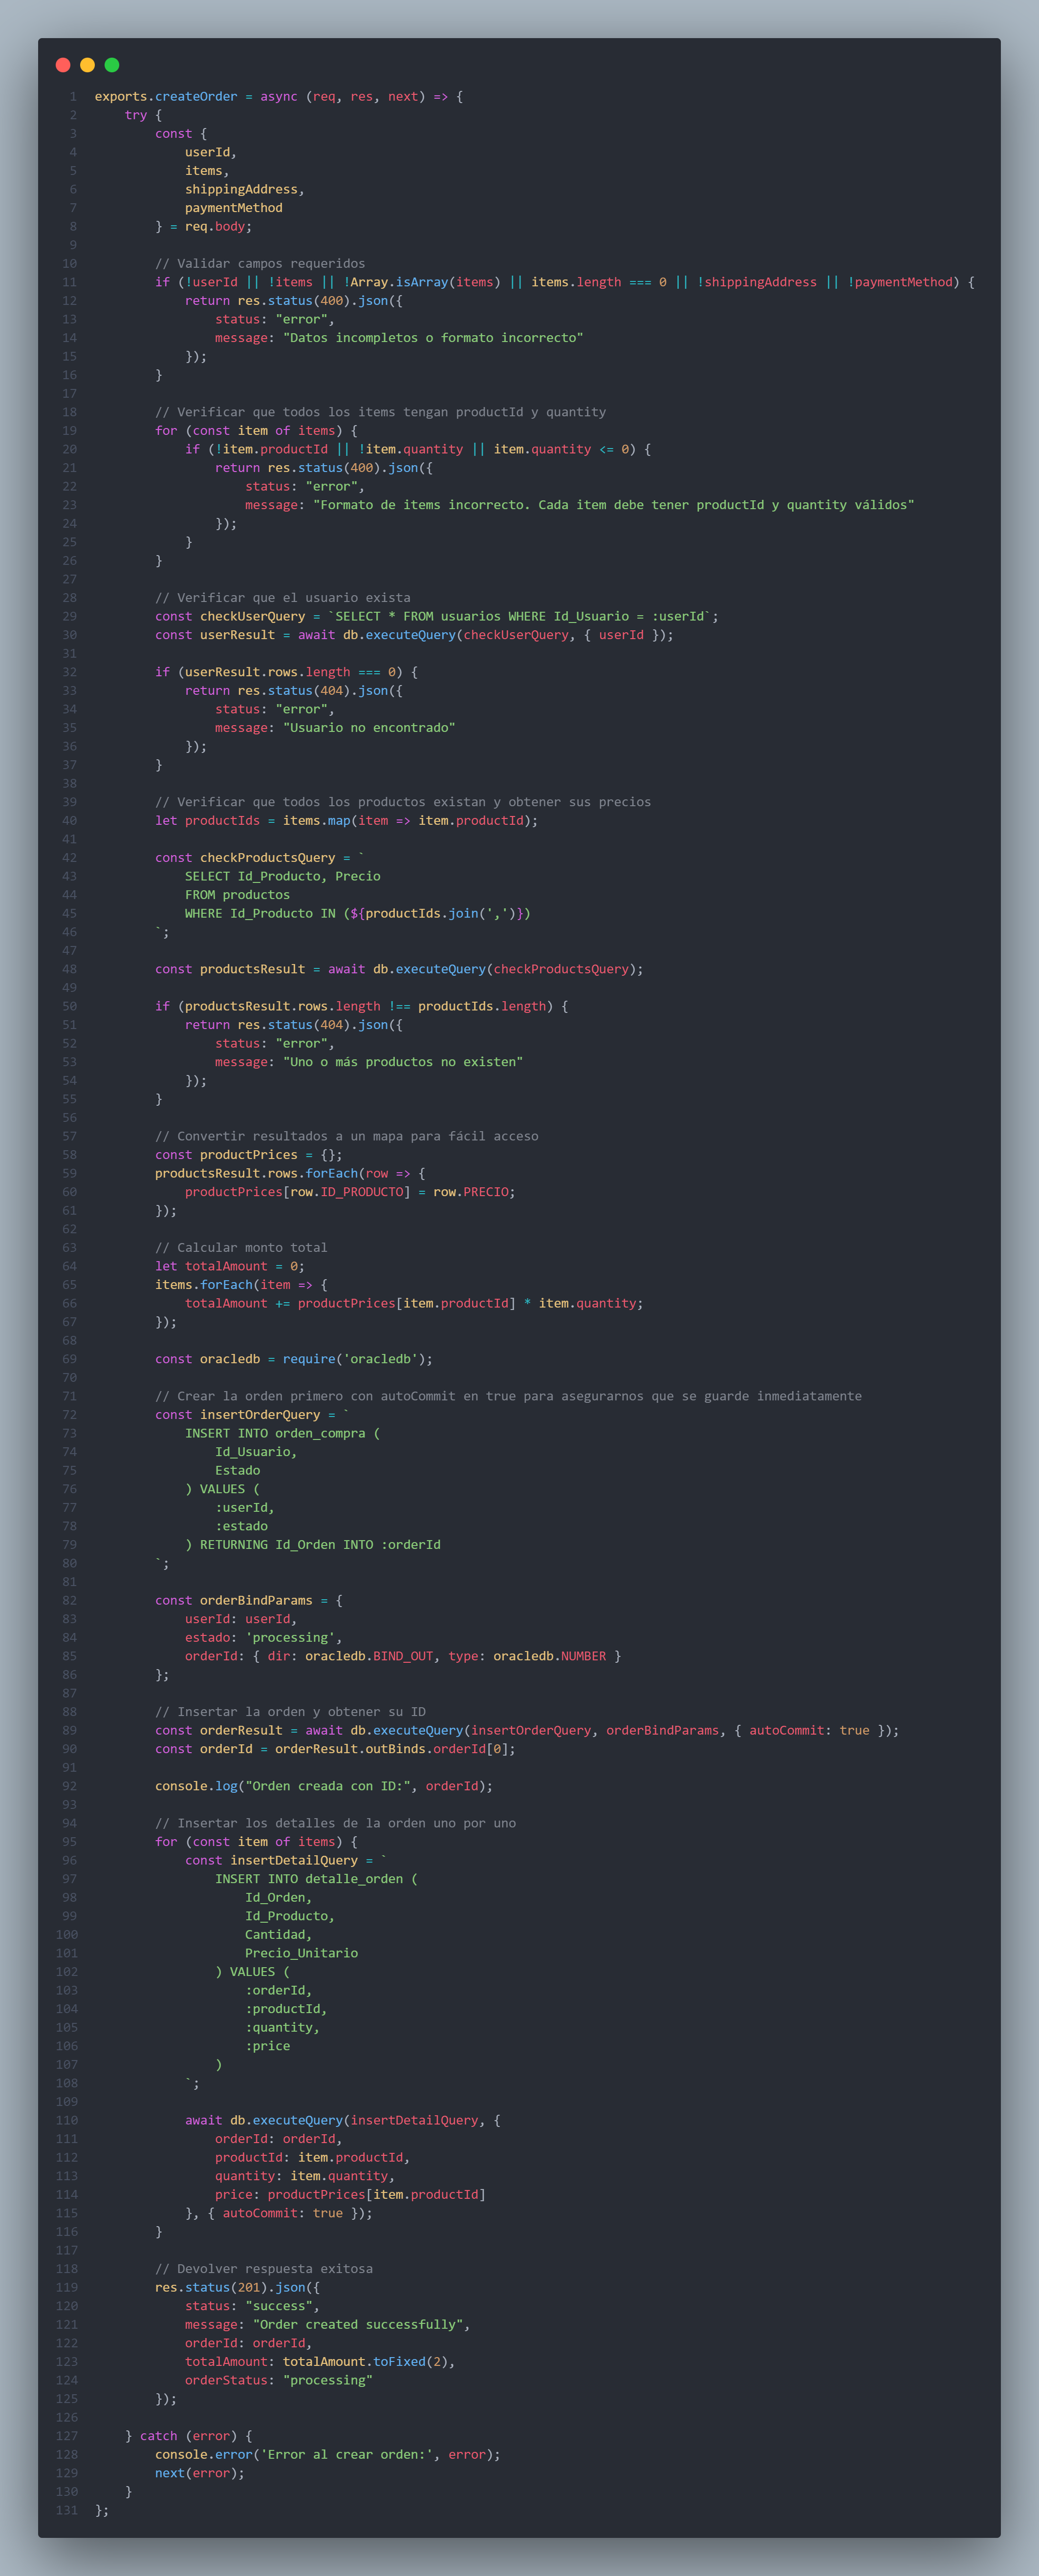 1 exports.createOrder = async (req, res, next) => {
2     try {
3         const {
4             userId,
5             items,
6             shippingAddress,
7             paymentMethod
8         } = req.body;
9
10         // Validar campos requeridos
11         if (!userId || !items || !Array.isArray(items) || items.length === 0 || !shippingAddress || !paymentMethod) {
12             return res.status(400).json({
13                 status: "error",
14                 message: "Datos incompletos o formato incorrecto"
15             });
16         }
17
18         // Verificar que todos los items tengan productId y quantity
19         for (const item of items) {
20             if (!item.productId || !item.quantity || item.quantity <= 0) {
21                 return res.status(400).json({
22                     status: "error",
23                     message: "Formato de items incorrecto. Cada item debe tener productId y quantity válidos"
24                 });
25             }
26         }
27
28         // Verificar que el usuario exista
29         const checkUserQuery = `SELECT * FROM usuarios WHERE Id_Usuario = :userId`;
30         const userResult = await db.executeQuery(checkUserQuery, { userId });
31
32         if (userResult.rows.length === 0) {
33             return res.status(404).json({
34                 status: "error",
35                 message: "Usuario no encontrado"
36             });
37         }
38
39         // Verificar que todos los productos existan y obtener sus precios
40         let productIds = items.map(item => item.productId);
41
42         const checkProductsQuery = `
43             SELECT Id_Producto, Precio
44             FROM productos
45             WHERE Id_Producto IN (${productIds.join(',')})
46         `;
47
48         const productsResult = await db.executeQuery(checkProductsQuery);
49
50         if (productsResult.rows.length !== productIds.length) {
51             return res.status(404).json({
52                 status: "error",
53                 message: "Uno o más productos no existen"
54             });
55         }
56
57         // Convertir resultados a un mapa para fácil acceso
58         const productPrices = {};
59         productsResult.rows.forEach(row => {
60             productPrices[row.ID_PRODUCTO] = row.PRECIO;
61         });
62
63         // Calcular monto total
64         let totalAmount = 0;
65         items.forEach(item => {
66             totalAmount += productPrices[item.productId] * item.quantity;
67         });
68
69         const oracledb = require('oracledb');
70
71         // Crear la orden primero con autoCommit en true para asegurarnos que se guarde inmediatamente
72         const insertOrderQuery = `
73             INSERT INTO orden_compra (
74                 Id_Usuario,
75                 Estado
76             ) VALUES (
77                 :userId,
78                 :estado
79             ) RETURNING Id_Orden INTO :orderId
80         `;
81
82         const orderBindParams = {
83             userId: userId,
84             estado: 'processing',
85             orderId: { dir: oracledb.BIND_OUT, type: oracledb.NUMBER }
86         };
87
88         // Insertar la orden y obtener su ID
89         const orderResult = await db.executeQuery(insertOrderQuery, orderBindParams, { autoCommit: true });
90         const orderId = orderResult.outBinds.orderId[0];
91
92         console.log("Orden creada con ID:", orderId);
93
94         // Insertar los detalles de la orden uno por uno
95         for (const item of items) {
96             const insertDetailQuery = `
97                 INSERT INTO detalle_orden (
98                     Id_Orden,
99                     Id_Producto,
100                     Cantidad,
101                     Precio_Unitario
102                 ) VALUES (
103                     :orderId,
104                     :productId,
105                     :quantity,
106                     :price
107                 )
108             `;
109
110             await db.executeQuery(insertDetailQuery, {
111                 orderId: orderId,
112                 productId: item.productId,
113                 quantity: item.quantity,
114                 price: productPrices[item.productId]
115             }, { autoCommit: true });
116         }
117
118         // Devolver respuesta exitosa
119         res.status(201).json({
120             status: "success",
121             message: "Order created successfully",
122             orderId: orderId,
123             totalAmount: totalAmount.toFixed(2),
124             orderStatus: "processing"
125         });
126
127     } catch (error) {
128         console.error('Error al crear orden:', error);
129         next(error);
130     }
131 };